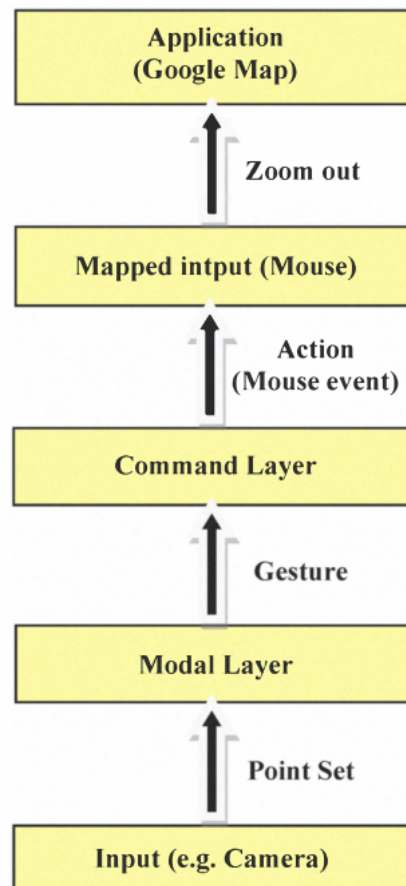 Application
(Google Map)
Zoom out
Mapped intput (Mouse)
Action
(Mouse event)
Command Layer
Gesture
Modal Layer
Point Set
Input (e.g. Camera)